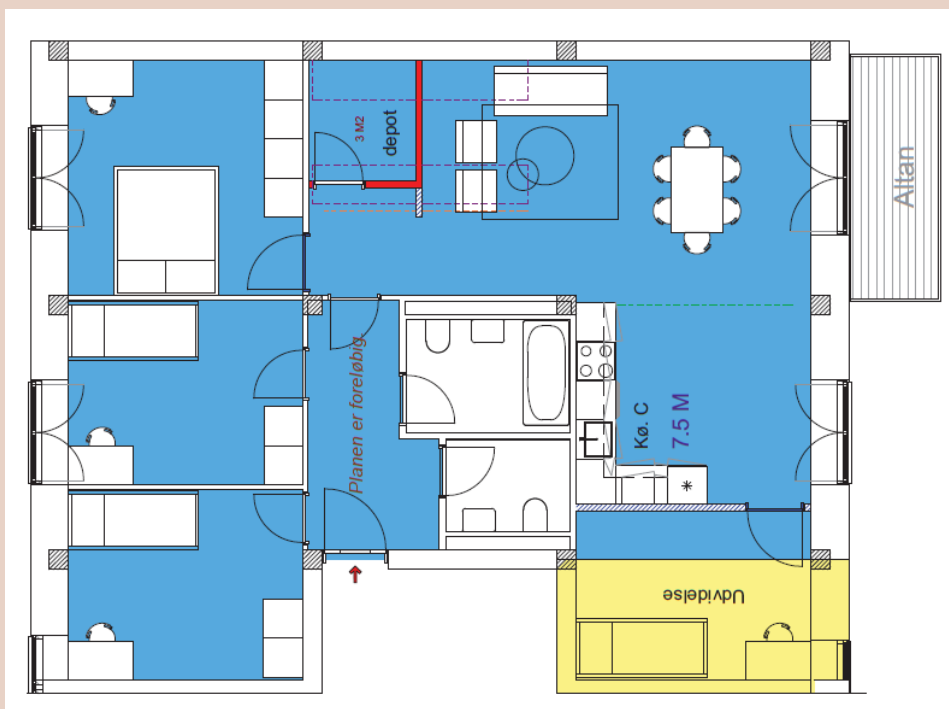 3 M2
depot
Altan
Planen er foreløbig
Kø. C
7.5 M
Udvidelse